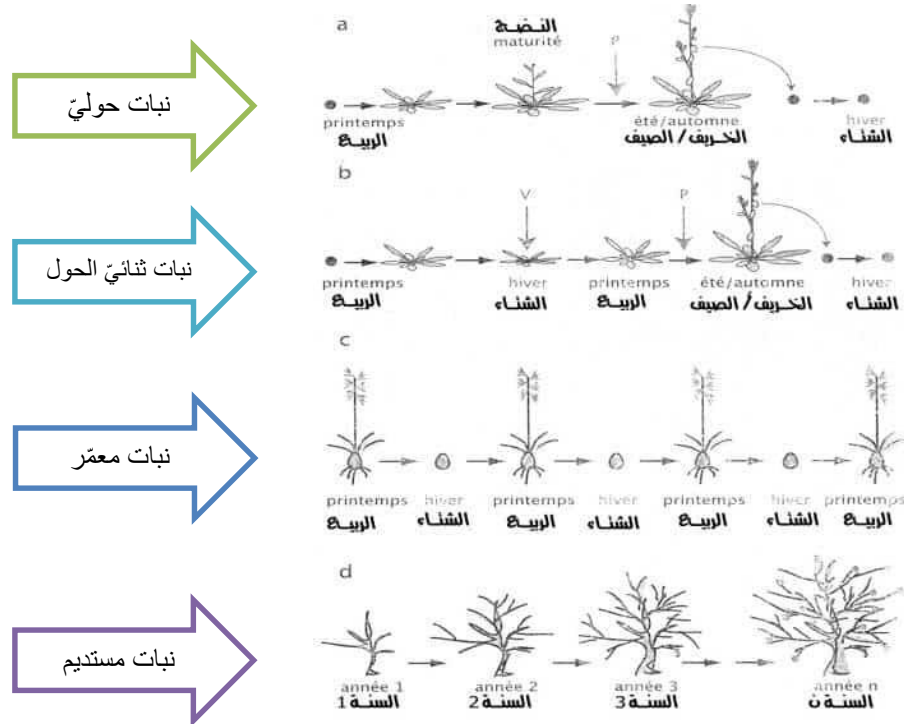 نبات حوليّ
a
النضج
maturité
P
printemps
الربيع
été/automne
الخريف/الصيف
hiver
الشتاء
نبات ثنائيّ الحول
b
V
P
printemps
الربيع
hiver
الشتاء
printemps
الربيع
été/automne
الخريف/الصيف
hiver
الشتاء
نبات معمّر
c
printemps
الربيع
hiver
الشتاء
printemps
الربيع
hiver
الشتاء
printemps
الربيع
hiver
الشتاء
printemps
الربيع
نبات مستديم
d
année 1
السنة 1
année 2
السنة 2
année 3
السنة 3
année n
السنة ن